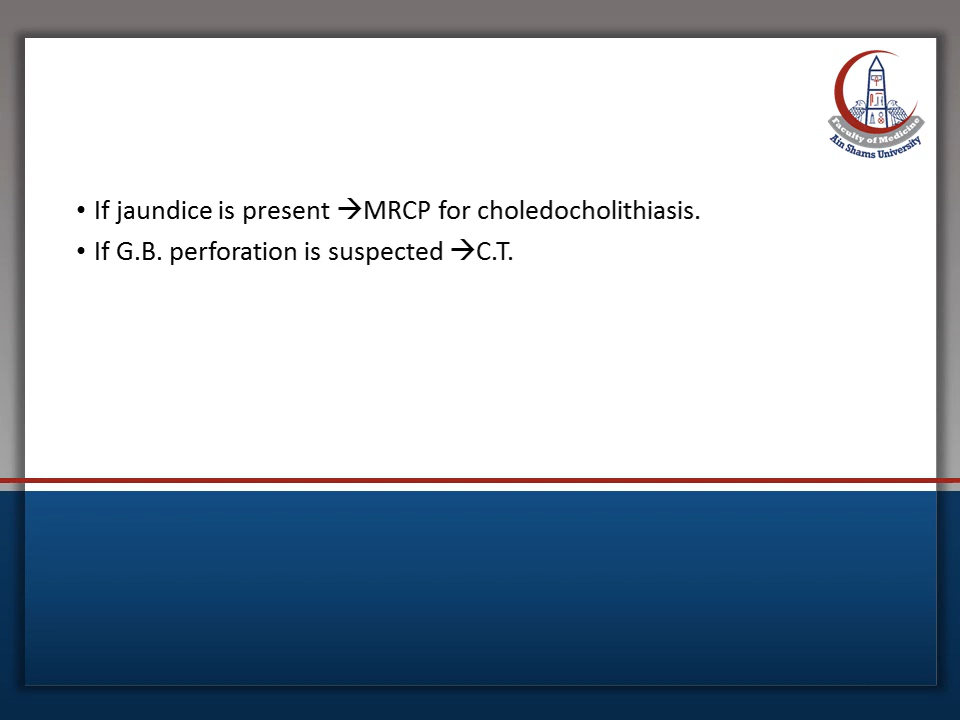 Faculty of Medicine
Ain Shams University
• If jaundice is present →MRCP for choledocholithiasis.
• If G.B. perforation is suspected →C.T.